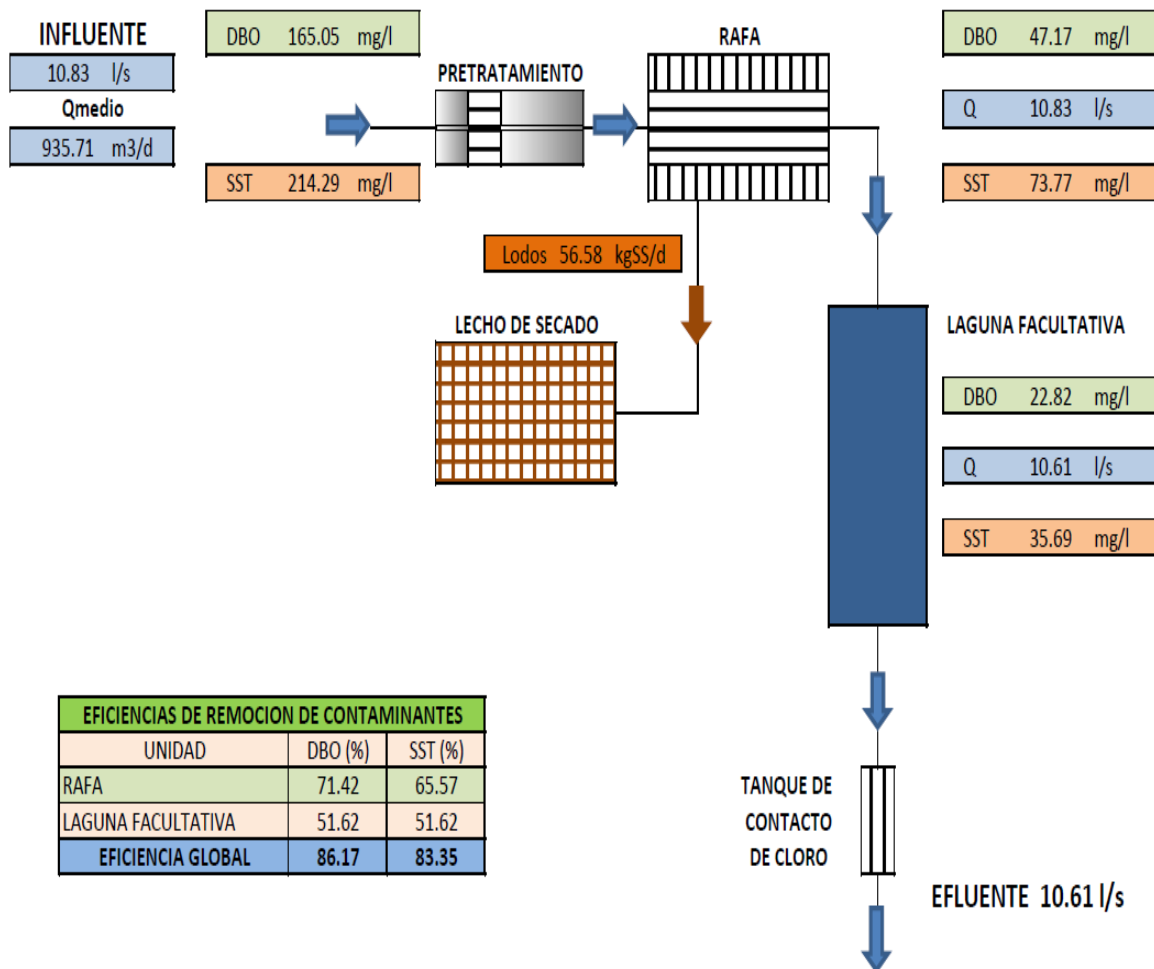 INFLUENTE
10.83 l/s
Qmedio
935.71 m3/d
DBO 165.05 mg/l
SST 214.29 mg/l
PRETRATAMIENTO
RAFA
DBO 47.17 mg/l
Q 10.83 l/s
SST 73.77 mg/l
Lodos 56.58 kgSS/d
LECHO DE SECADO
LAGUNA FACULTATIVA
DBO 22.82 mg/l
Q 10.61 l/s
SST 35.69 mg/l
EFICIENCIAS DE REMOCION DE CONTAMINANTES
UNIDAD DBO (%) SST (%)
RAFA 71.42 65.57
LAGUNA FACULTATIVA 51.62 51.62
EFICIENCIA GLOBAL 86.17 83.35
TANQUE DE
CONTACTO
DE CLORO
EFLUENTE 10.61 l/s